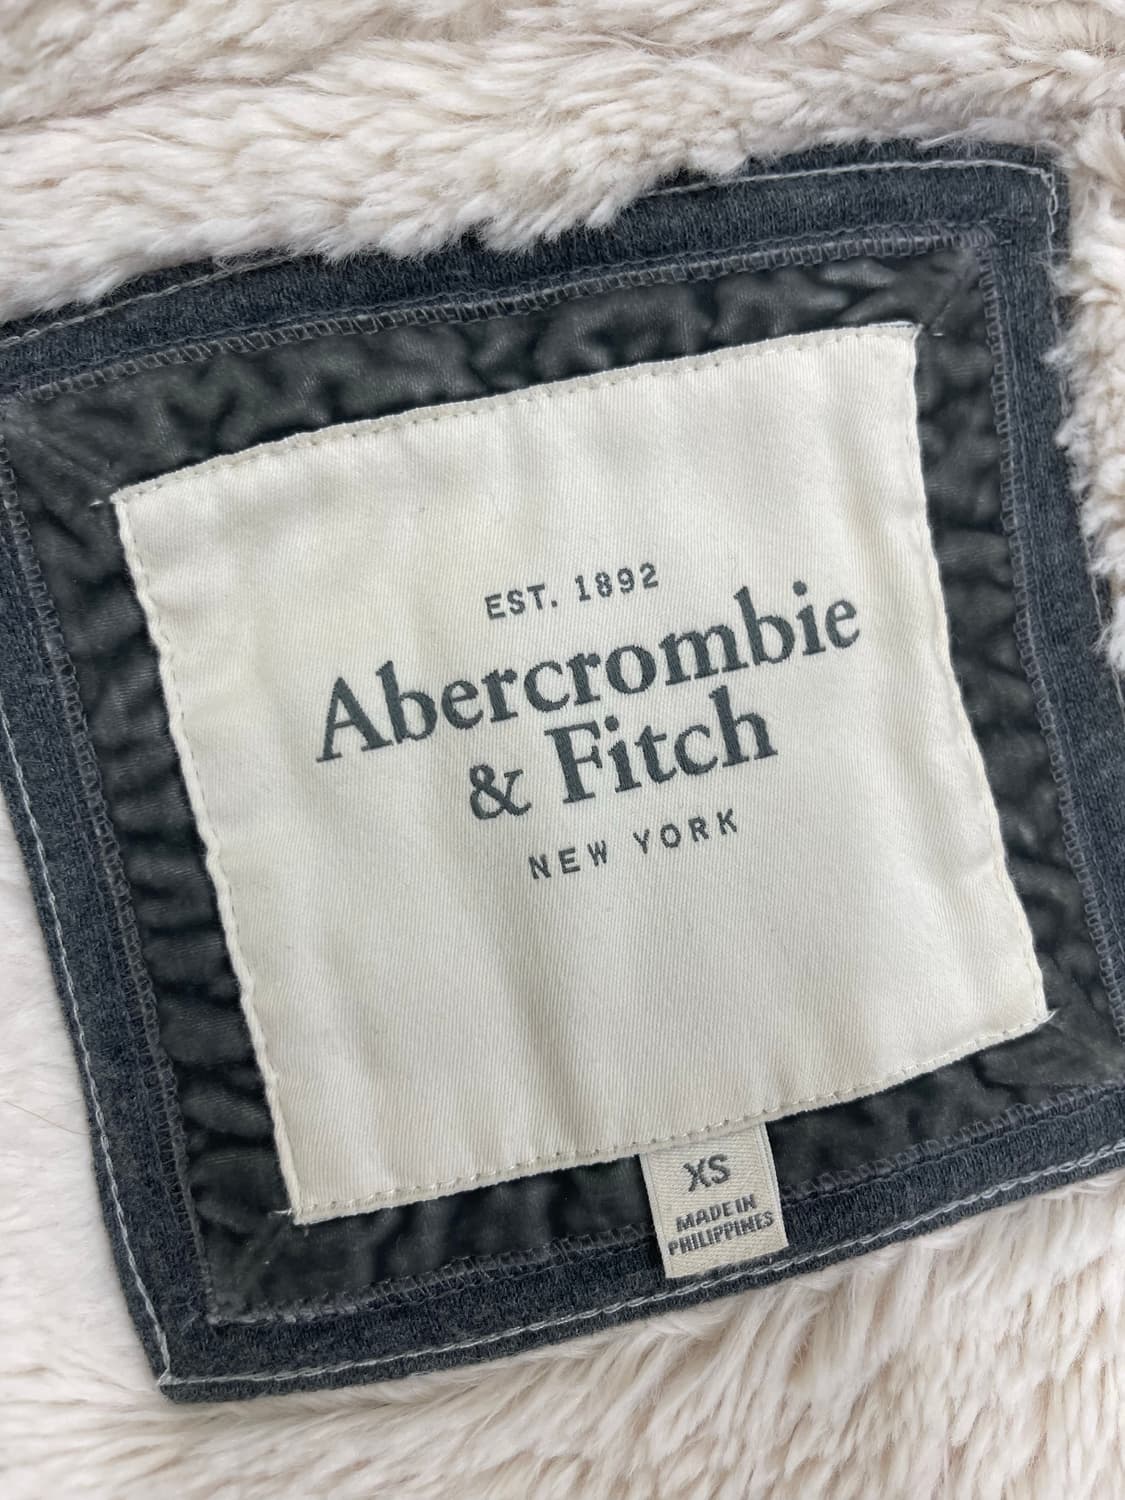 EST. 1892
Abercrombie
& Fitch
NEW YORK
XS
MADE IN
PHILIPPINES